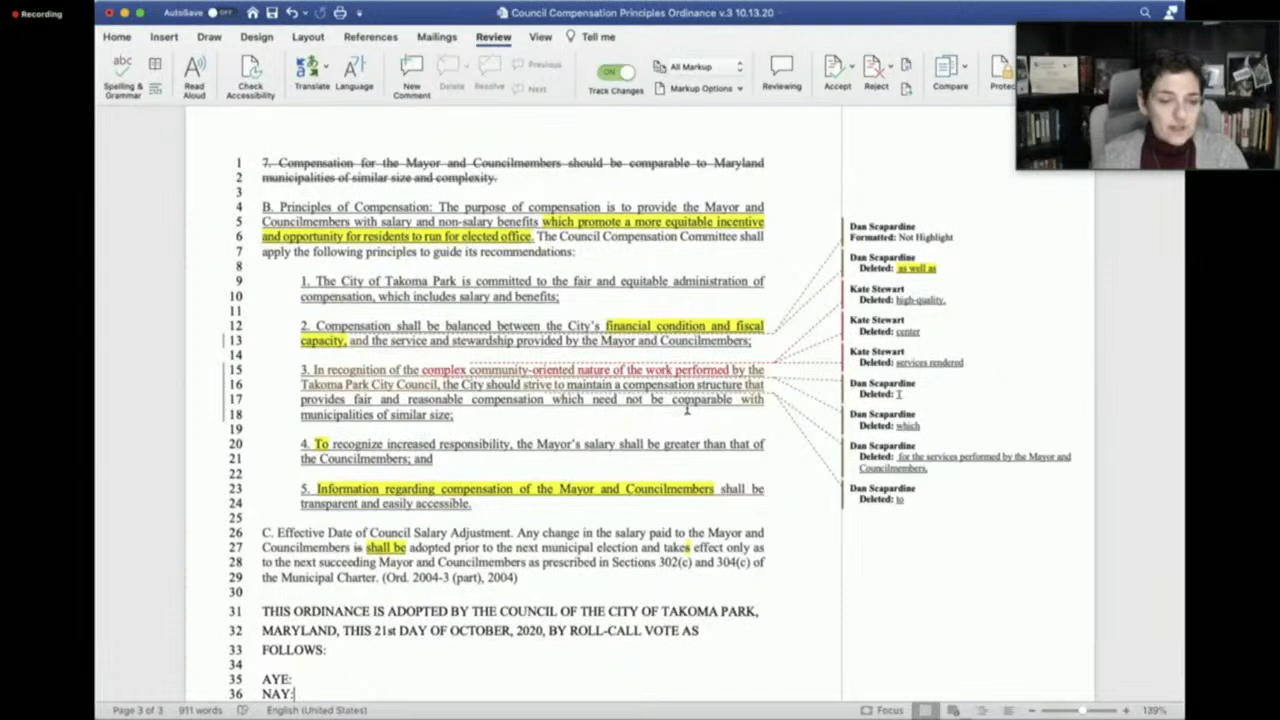 Recording
AutoSave OFF
Council Compensation Principles Ordinance v.3 10.13.20
Home Insert Draw Design Layout References Mailings Review View Tell me
abc
Spelling & Grammar
Read Aloud
Check Accessibility
Translate Language
New Comment
Delete Resolve
Previous
Next
ON
Track Changes
All Markup
Markup Options
Reviewing
Accept Reject
Compare
1 7. Compensation for the Mayor and Councilmembers should be comparable to Maryland
2 municipalities of similar size and complexity.
3
4 B. Principles of Compensation: The purpose of compensation is to provide the Mayor and
5 Councilmembers with salary and non-salary benefits which promote a more equitable incentive
6 and opportunity for residents to run for elected office. The Council Compensation Committee shall
7 apply the following principles to guide its recommendations:
8
9 1. The City of Takoma Park is committed to the fair and equitable administration of
10 compensation, which includes salary and benefits;
11
12 2. Compensation shall be balanced between the City's financial condition and fiscal
13 capacity, and the service and stewardship provided by the Mayor and Councilmembers;
14
15 3. In recognition of the complex community-oriented nature of the work performed by the
16 Takoma Park City Council, the City should strive to maintain a compensation structure that
17 provides fair and reasonable compensation which need not be comparable with
18 municipalities of similar size;
19
20 4. To recognize increased responsibility, the Mayor's salary shall be greater than that of
21 the Councilmembers; and
22
23 5. Information regarding compensation of the Mayor and Councilmembers shall be
24 transparent and easily accessible.
25
26 C. Effective Date of Council Salary Adjustment. Any change in the salary paid to the Mayor and
27 Councilmembers is shall be adopted prior to the next municipal election and takes effect only as
28 to the next succeeding Mayor and Councilmembers as prescribed in Sections 302(c) and 304(c) of
29 the Municipal Charter. (Ord. 2004-3 (part), 2004)
30
31 THIS ORDINANCE IS ADOPTED BY THE COUNCIL OF THE CITY OF TAKOMA PARK,
32 MARYLAND, THIS 21st DAY OF OCTOBER, 2020, BY ROLL-CALL VOTE AS
33 FOLLOWS:
34
35 AYE:
36 NAY:
Dan Scapardine
Formatted: Not Highlight
Dan Scapardine
Deleted: as well as
Kate Stewart
Deleted: high-quality,
Kate Stewart
Deleted: center
Kate Stewart
Deleted: services rendered
Dan Scapardine
Deleted: T
Dan Scapardine
Deleted: which
Dan Scapardine
Deleted: for the services performed by the Mayor and
Councilmembers,
Dan Scapardine
Deleted: to
Page 3 of 3 911 words English (United States) Focus 139%